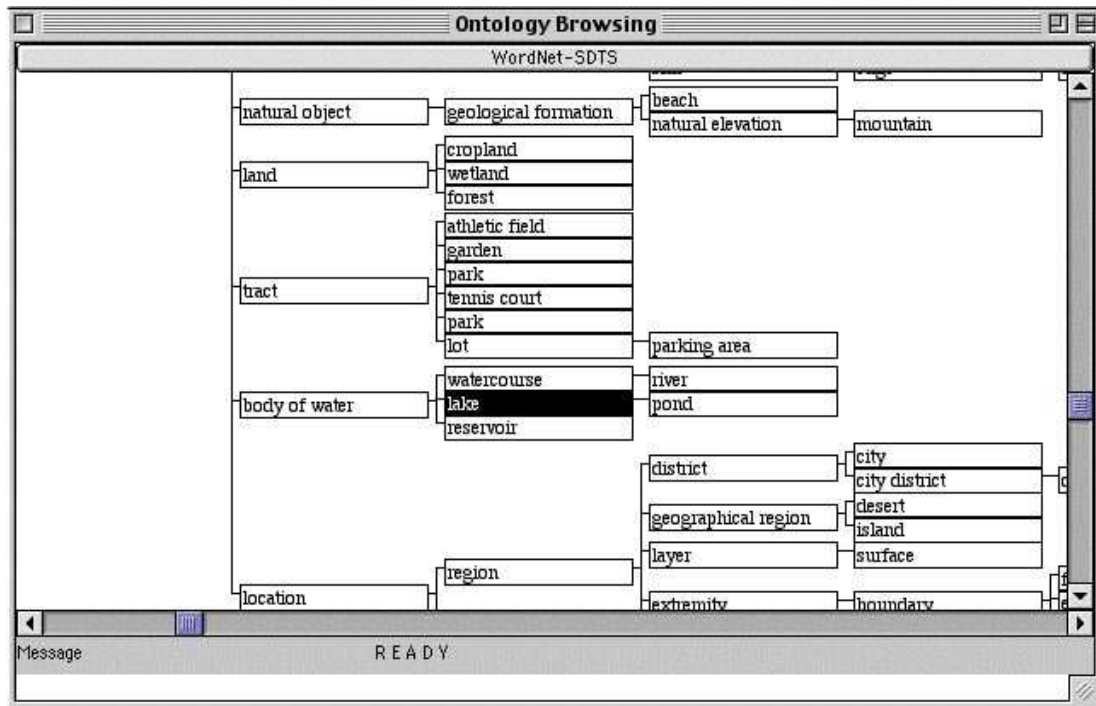 Ontology Browsing
WordNet-SDTS
natural object geological formation beach
natural elevation mountain
cropland
land wetland
forest
athletic field
garden
park
tract tennis court
park
lot parking area
watercourse river
body of water lake pond
reservoir
district city
city district
geographical region desert
island
layer surface
region
location extremity boundary
Message READY